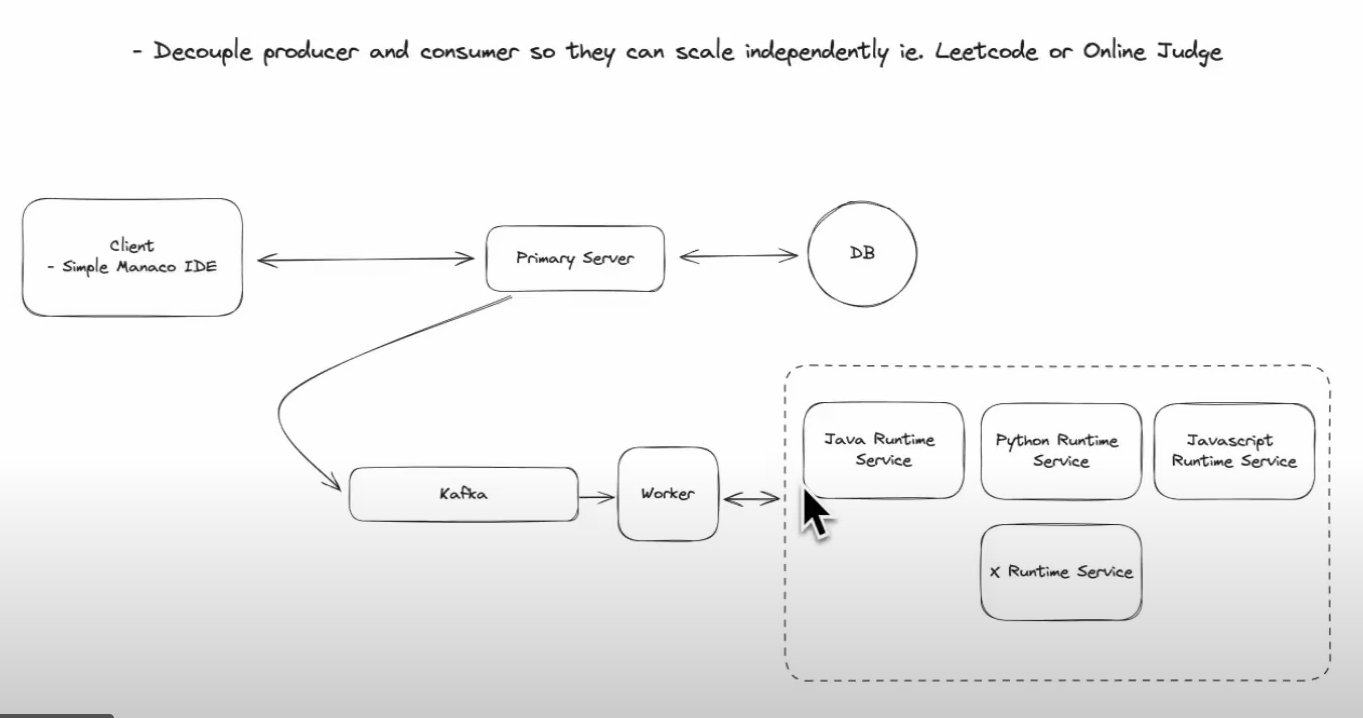 - Decouple producer and consumer so they can scale independently ie. Leetcode or Online Judge
Client
- Simple Manaco IDE
Primary Server
DB
Kafka
Worker
Java Runtime
Service
Python Runtime
Service
Javascript
Runtime Service
X Runtime Service